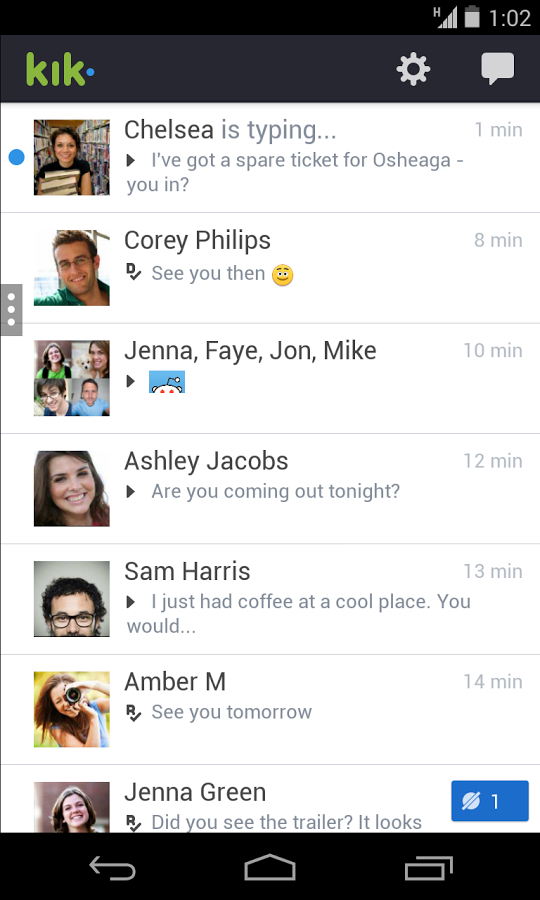 H 1:02
kik
Chelsea is typing... 1 min
I've got a spare ticket for Osheaga -
you in?
Corey Philips 8 min
D See you then
Jenna, Faye, Jon, Mike 10 min
Ashley Jacobs 12 min
Are you coming out tonight?
Sam Harris 13 min
I just had coffee at a cool place. You
would...
Amber M 14 min
R See you tomorrow
Jenna Green
1
R Did you see the trailer? It looks